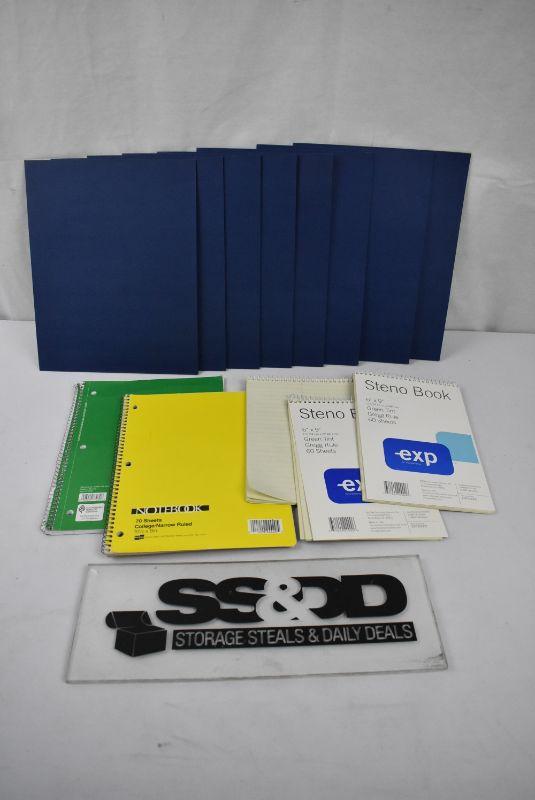 Steno Book
6" x 9"
Green Tint
Gregg Rule
60 Sheets
exp
Steno Book
6" x 9"
Green Tint
Gregg Rule
60 Sheets
exp
NOTEBOOK
70 Sheets
College/Narrow Ruled
SS&DD
STORAGE STEALS & DAILY DEALS